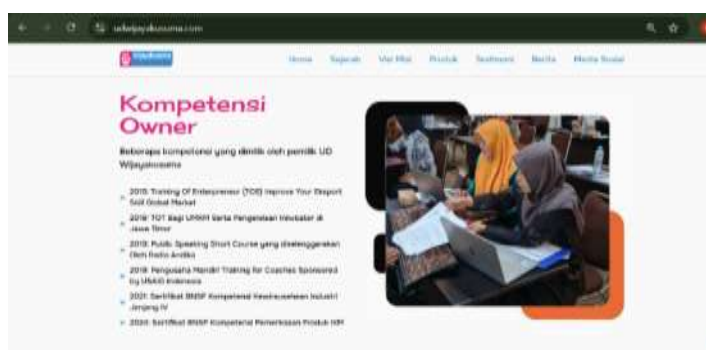 udwijayakusuma.com
Home Sejarah Visi Misi Produk Testimoni Berita Media Sosial
Kompetensi
Owner
Beberapa kompetensi yang dimiliki oleh pemilik UD
Wijayakusuma
2015: Training Of Enterpreneur (TOE) Improve Your Eksport
Skill Global Market
2018: TOT Bagi UMKM Serta Pengelolaan Inkubator di
Jawa Timur
2019: Public Speaking Short Course yang diselenggarakan
Oleh Radio Andika
2019: Pengusaha Mandiri Training for Coaches Sponsored
by USAID Indonesia
2021: Sertifikat BNSP Kompetensi Kewirausahaan Industri
Jenjang IV
Sertifikat BNSP Kompetensi Pemeriksaan Produk IKM